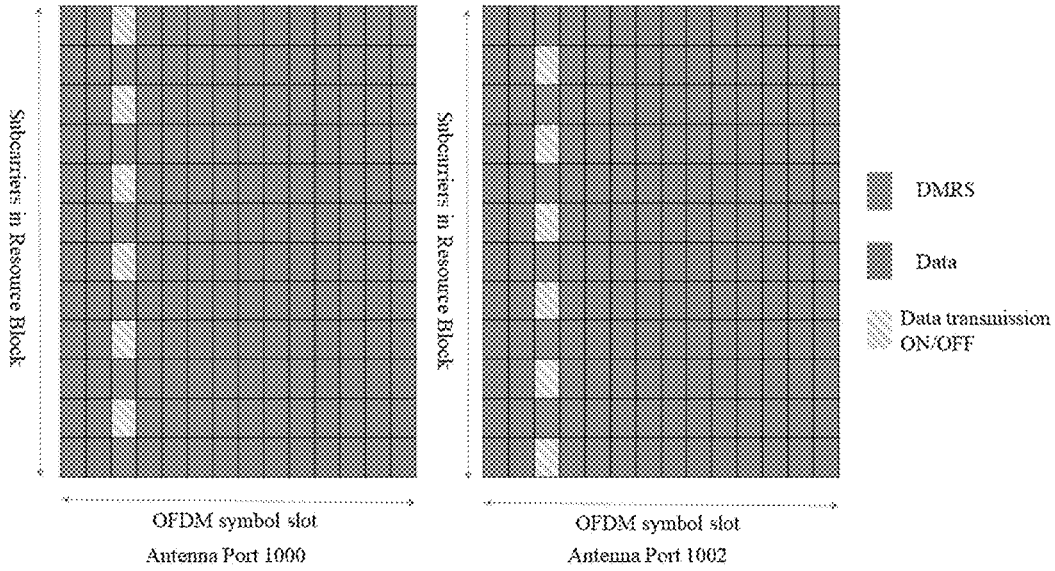 Subcarriers in Resource Block
OFDM symbol slot
Antenna Port 1000
Subcarriers in Resource Block
OFDM symbol slot
Antenna Port 1002
DMRS
Data
Data transmission
ON/OFF